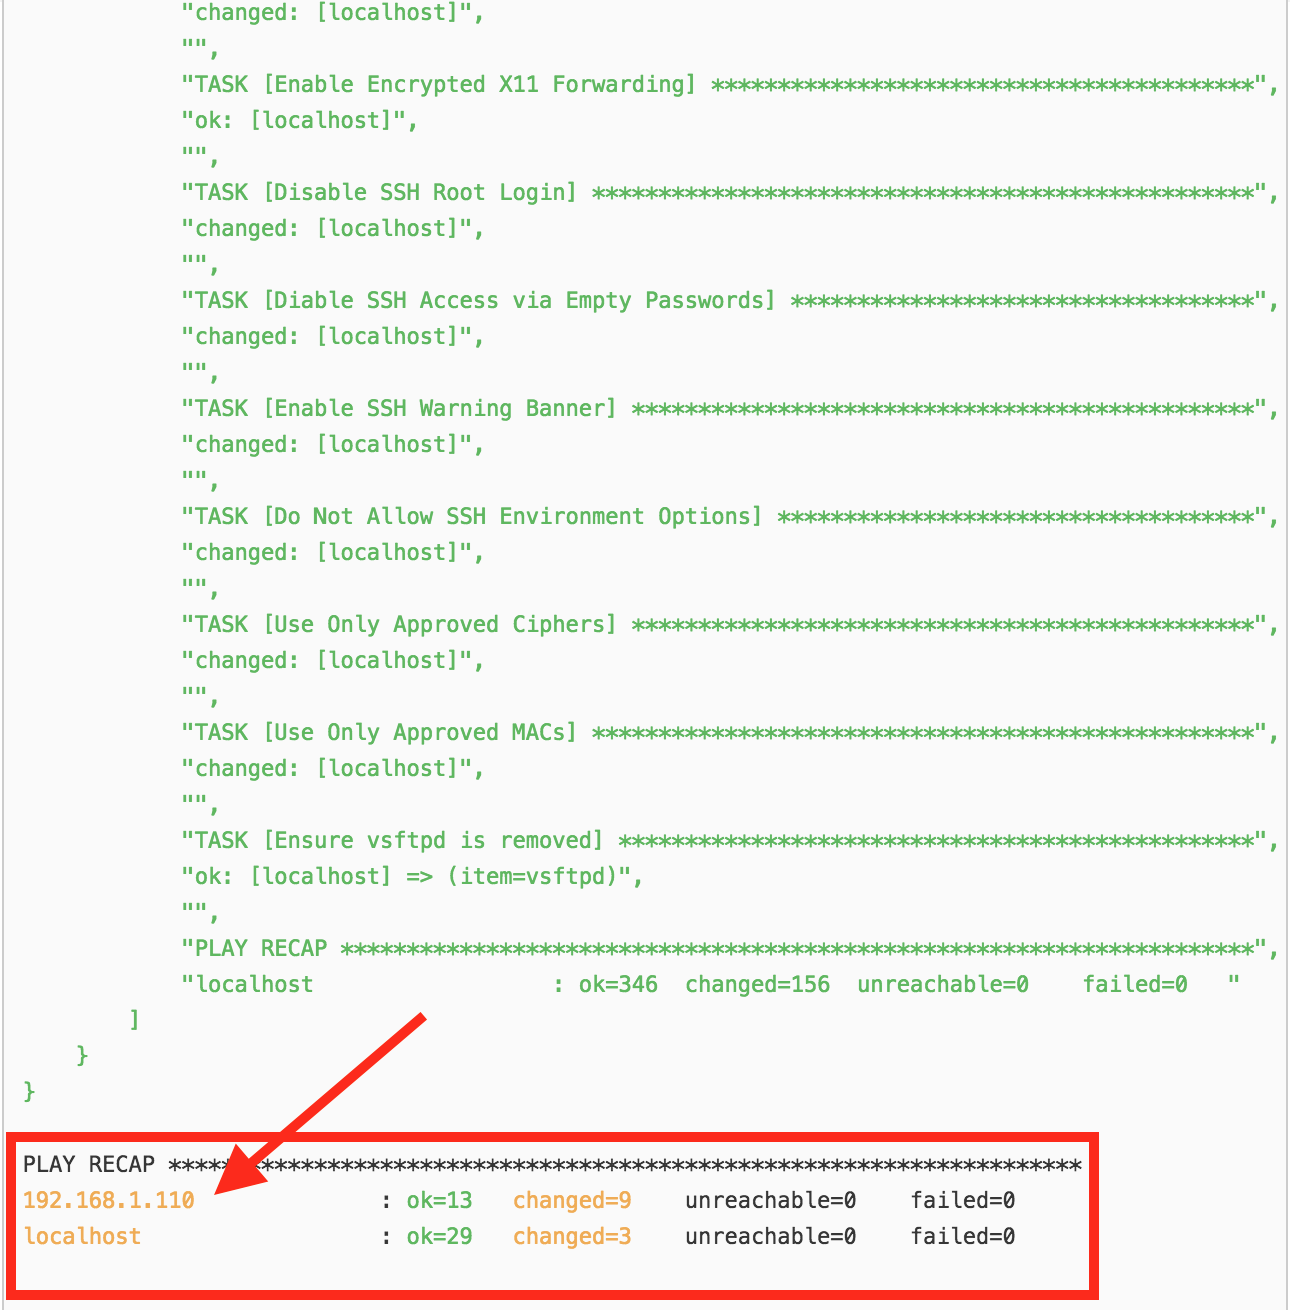 "changed: [localhost]",
"",
"TASK [Enable Encrypted X11 Forwarding] *****************************************",
"ok: [localhost]",
"",
"TASK [Disable SSH Root Login] **************************************************",
"changed: [localhost]",
"",
"TASK [Diable SSH Access via Empty Passwords] ***********************************",
"changed: [localhost]",
"",
"TASK [Enable SSH Warning Banner] ***********************************************",
"changed: [localhost]",
"",
"TASK [Do Not Allow SSH Environment Options] ************************************",
"changed: [localhost]",
"",
"TASK [Use Only Approved Ciphers] ***********************************************",
"changed: [localhost]",
"",
"TASK [Use Only Approved MACs] **************************************************",
"changed: [localhost]",
"",
"TASK [Ensure vsftpd is removed] ************************************************",
"ok: [localhost] => (item=vsftpd)",
"",
"PLAY RECAP *********************************************************************",
"localhost                  : ok=346  changed=156  unreachable=0    failed=0   "
]
}
}
PLAY RECAP *********************************************************************
192.168.1.110              : ok=13   changed=9    unreachable=0    failed=0
localhost                  : ok=29   changed=3    unreachable=0    failed=0